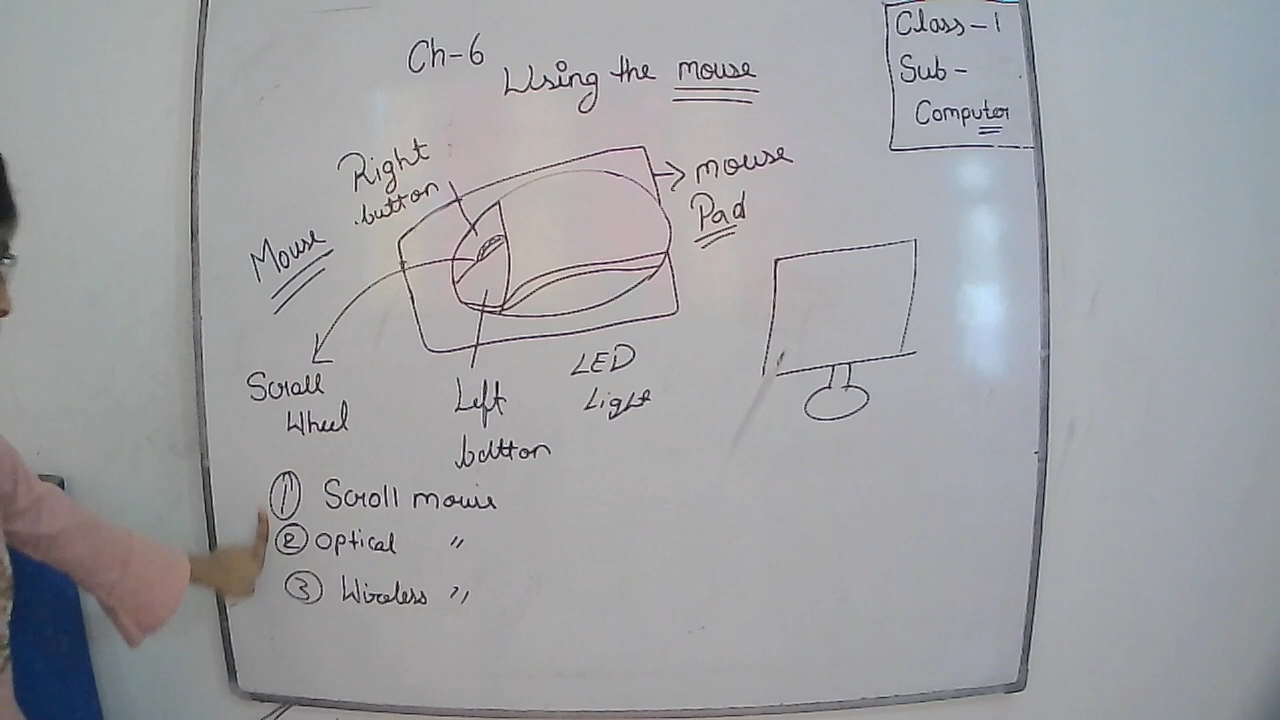 Ch-6
Using the mouse
Class-1
Sub-
Computer
Right
button
mouse
Pad
Mouse
Scroll
Wheel
Left
button
LED
Light
① Scroll mouse
② Optical "
③ Wireless "